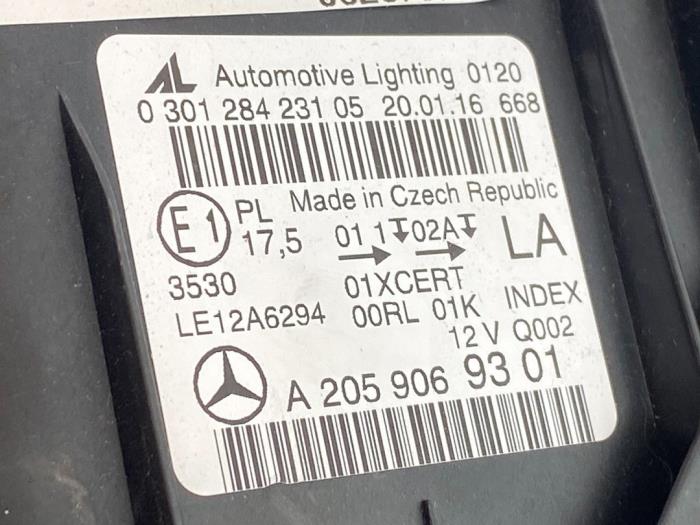 AL Automotive Lighting 0120
0 301 284 231 05 20.01.16 668
Made in Czech Republic
E1 PL 17,5 01 1 02A LA
3530 01XCERT
LE12A6294 00RL 01K INDEX
12 V Q002
A 205 906 93 01